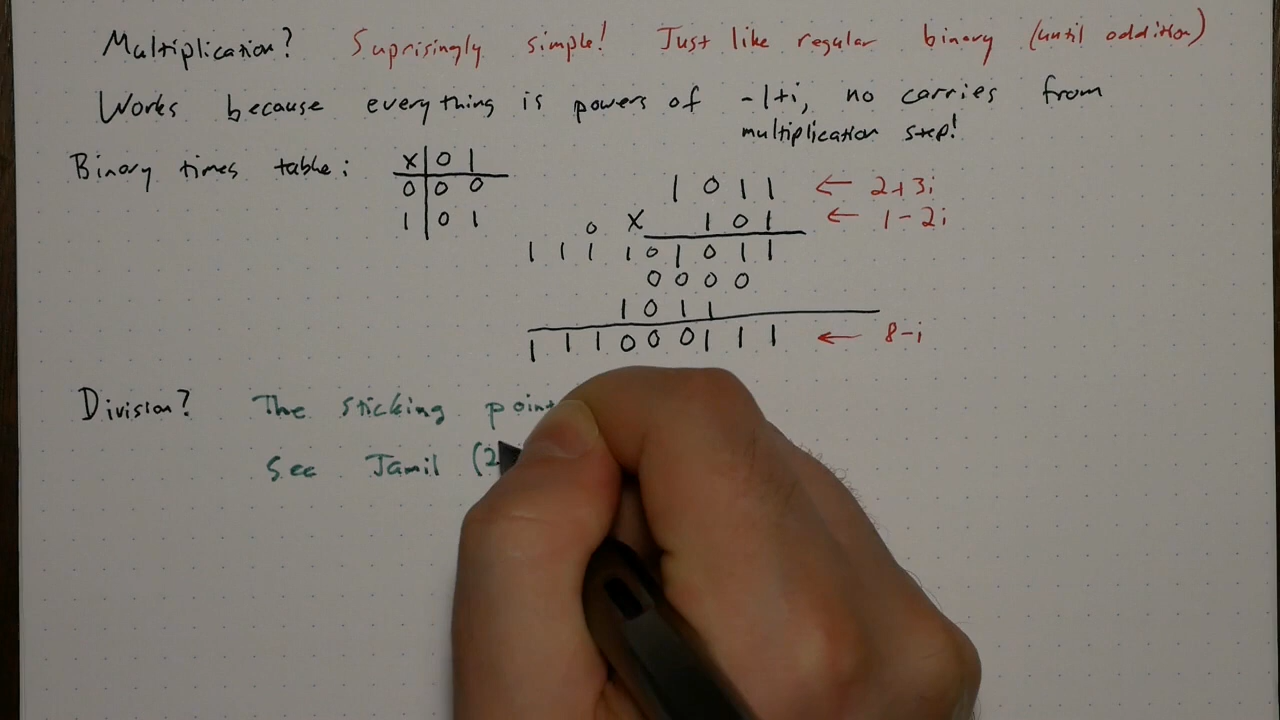 Multiplication? Suprisingly simple! Just like regular binary (until addition)
Works because everything is powers of -1+i, no carries from
multiplication step!
Binary times table:
X 0 1
0 0 0
1 0 1
1 0 1 1 ← 2+3i
0 X 1 0 1 ← 1-2i
1 1 1 1 0 1 0 1 1
0 0 0 0
1 0 1 1
1 1 1 0 0 0 1 1 1 ← 8-i
Division? The sticking point
See Jamil (2